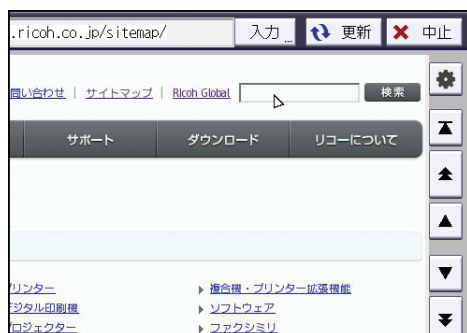 .ricoh.co.jp/sitemap/ 入力... 更新 中止
問い合わせ | サイトマップ | Ricoh Global 検索
サポート ダウンロード リコーについて
プリンター 複合機・プリンター拡張機能
デジタル印刷機 ソフトウェア
プロジェクター ファクシミリ